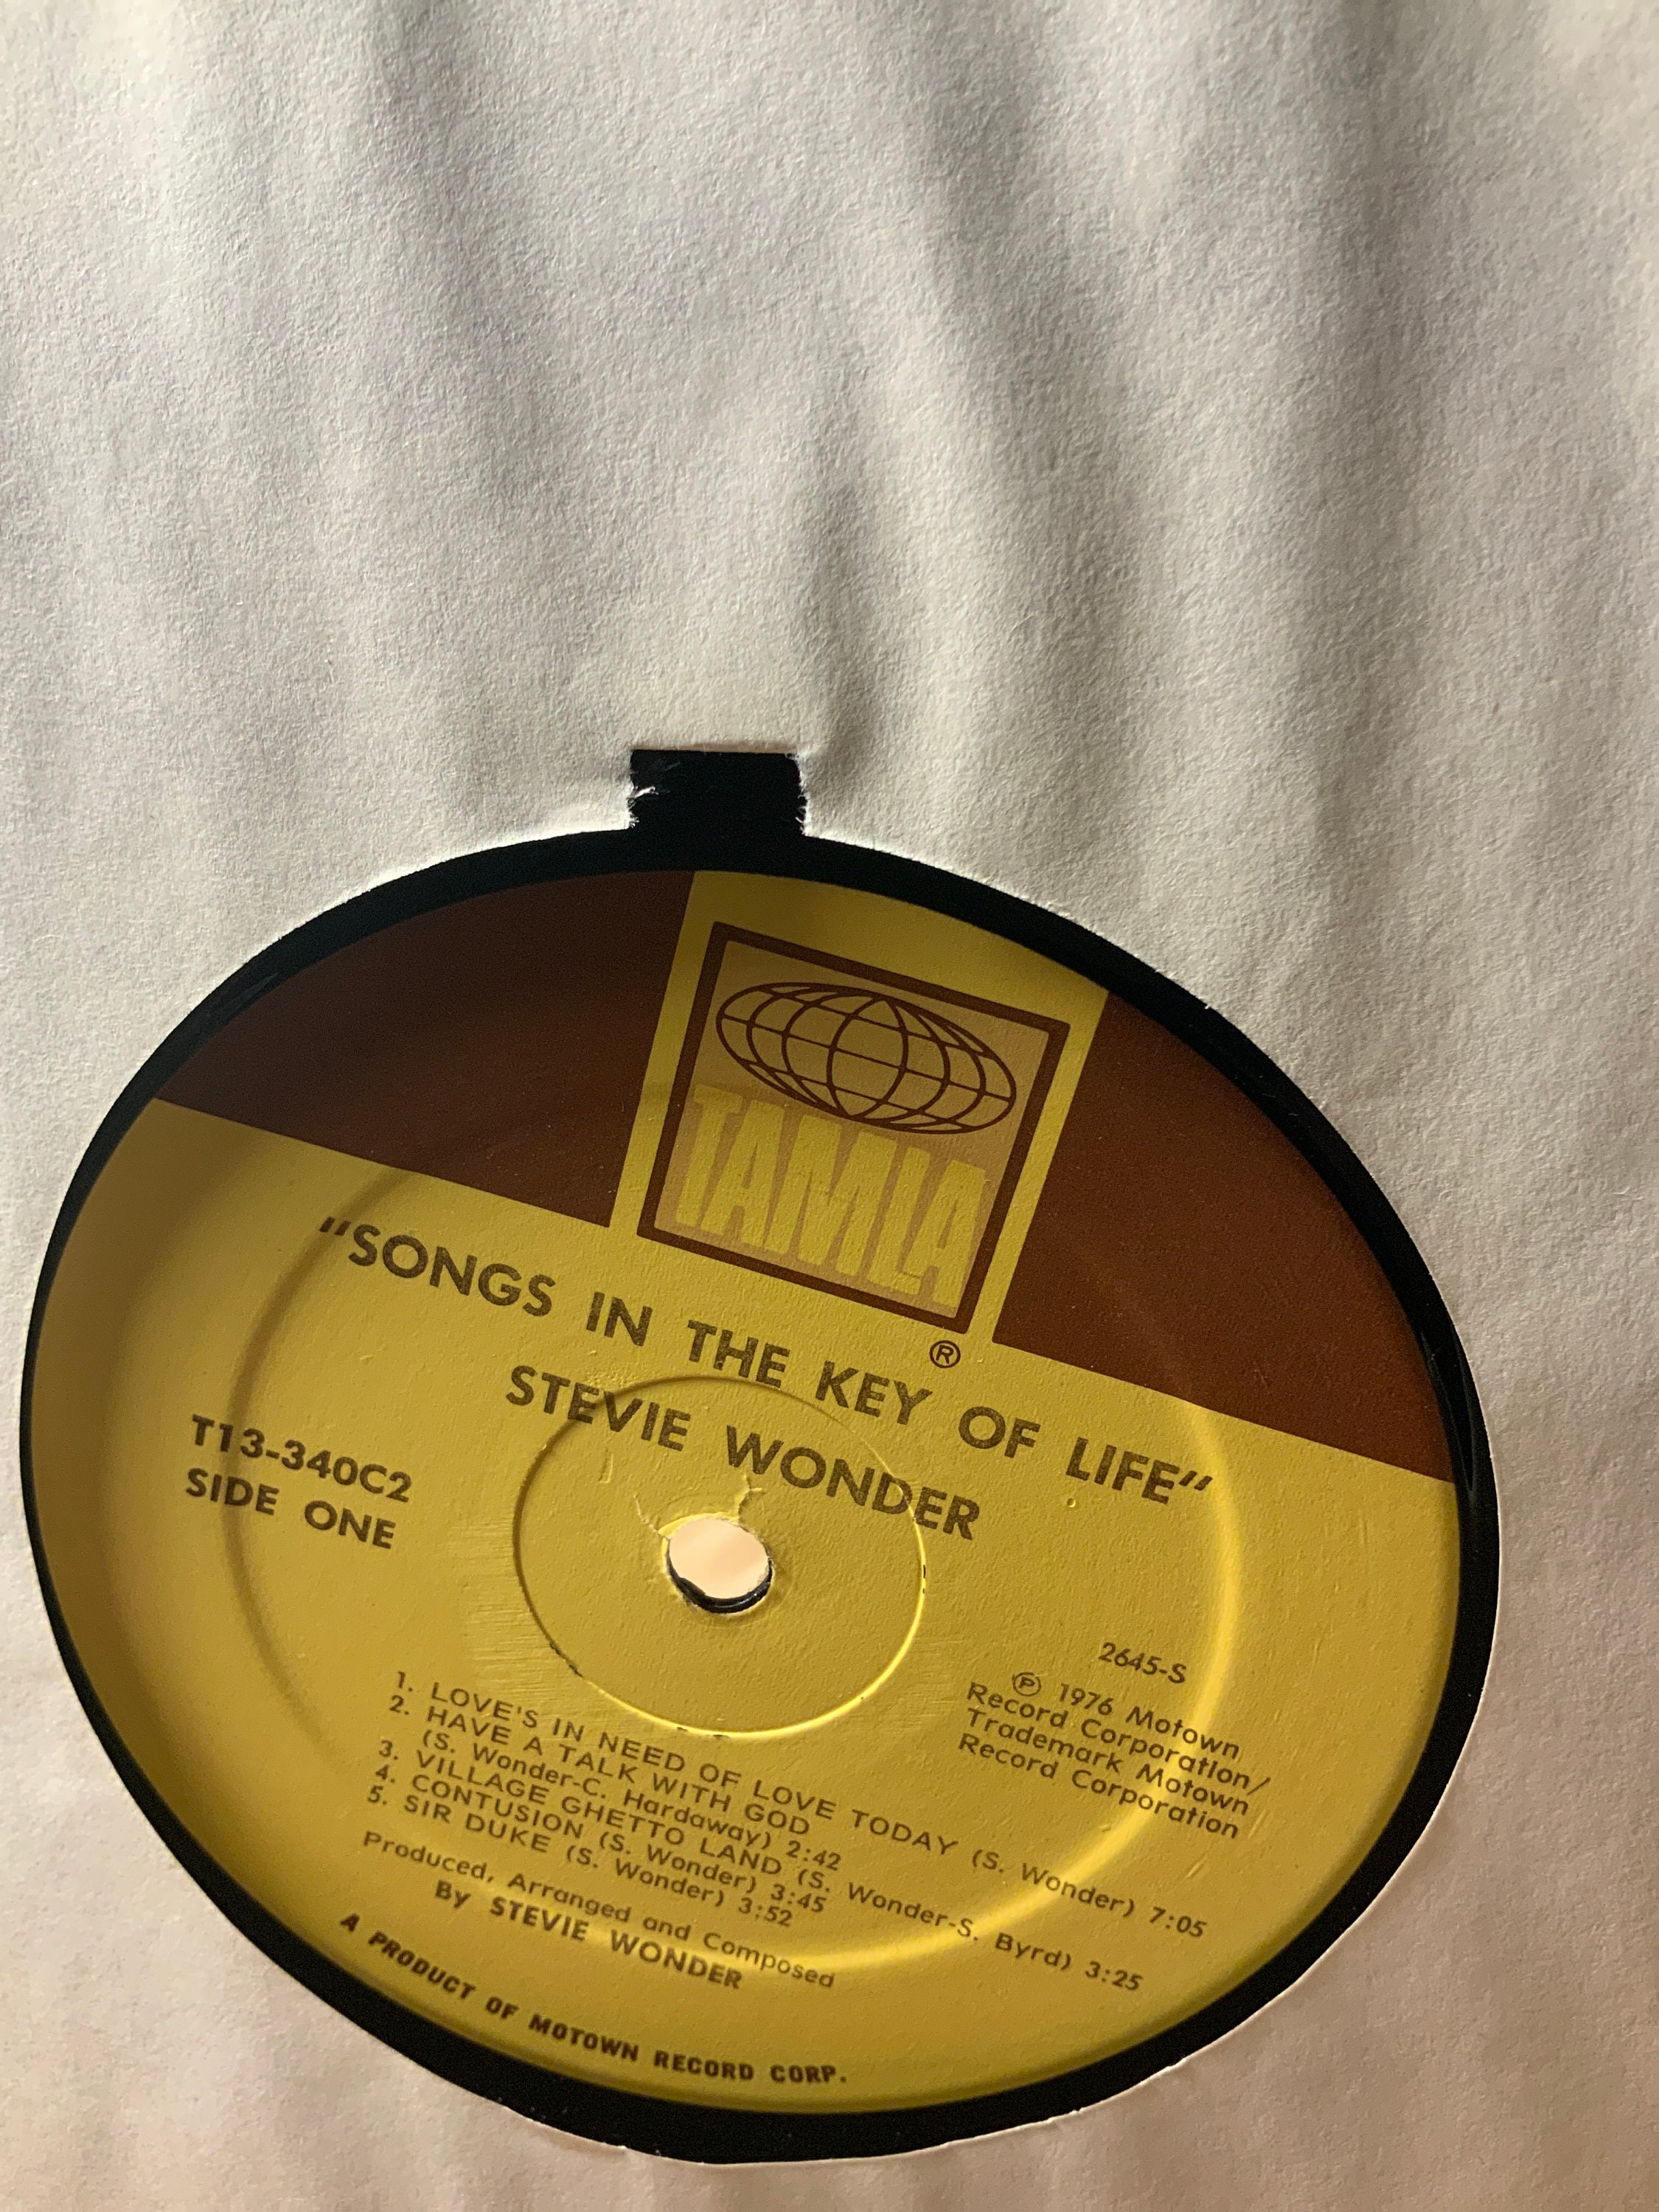 TAMLA
®
"SONGS IN THE KEY OF LIFE"
STEVIE WONDER
T13-340C2
SIDE ONE
2645-S
℗ 1976 Motown
Record Corporation/
Trademark Motown
Record Corporation
1. LOVE'S IN NEED OF LOVE TODAY (S. Wonder) 7:05
2. HAVE A TALK WITH GOD
(S. Wonder-C. Hardaway) 2:42
3. VILLAGE GHETTO LAND (S. Wonder-S. Byrd) 3:25
4. CONTUSION (S. Wonder) 3:45
5. SIR DUKE (S. Wonder) 3:52
Produced, Arranged and Composed
By STEVIE WONDER
A PRODUCT OF MOTOWN RECORD CORP.